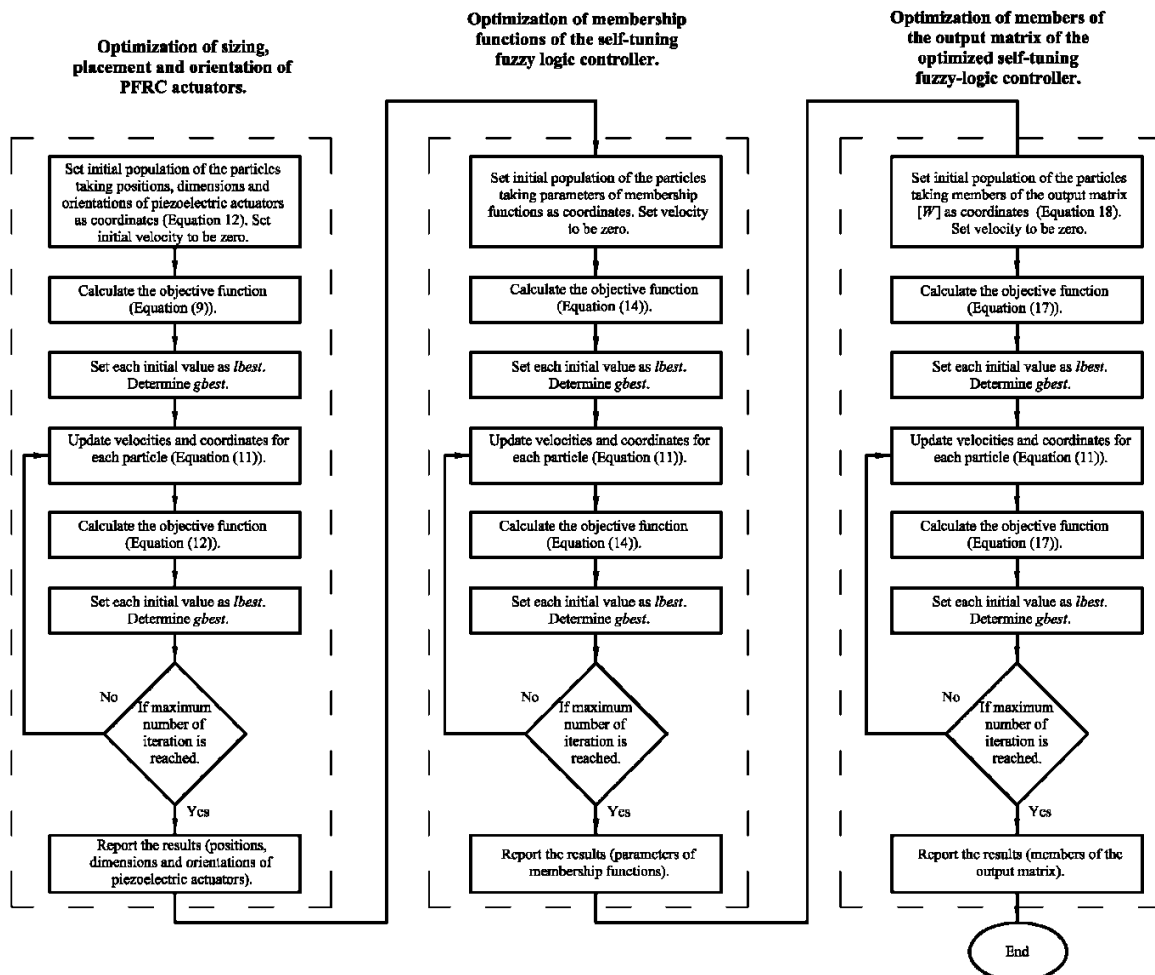 Optimization of sizing,
placement and orientation of
PFRC actuators.
Set initial population of the particles
taking positions, dimensions and
orientations of piezoelectric actuators
as coordinates (Equation 12). Set
initial velocity to be zero.
Calculate the objective function
(Equation (9)).
Set each initial value as lbest.
Determine gbest.
Update velocities and coordinates for
each particle (Equation (11)).
Calculate the objective function
(Equation (12)).
Set each initial value as lbest.
Determine gbest.
No
If maximum
number of
iteration is
reached.
Yes
Report the results (positions,
dimensions and orientations of
piezoelectric actuators).
Optimization of membership
functions of the self-tuning
fuzzy logic controller.
Set initial population of the particles
taking parameters of membership
functions as coordinates. Set velocity
to be zero.
Calculate the objective function
(Equation (14)).
Set each initial value as lbest.
Determine gbest.
Update velocities and coordinates for
each particle (Equation (11)).
Calculate the objective function
(Equation (14)).
Set each initial value as lbest.
Determine gbest.
No
If maximum
number of
iteration is
reached.
Yes
Report the results (parameters of
membership functions).
Optimization of members of
the output matrix of the
optimized self-tuning
fuzzy-logic controller.
Set initial population of the particles
taking members of the output matrix
[W] as coordinates (Equation 18).
Set velocity to be zero.
Calculate the objective function
(Equation (17)).
Set each initial value as lbest.
Determine gbest.
Update velocities and coordinates for
each particle (Equation (11)).
Calculate the objective function
(Equation (17)).
Set each initial value as lbest.
Determine gbest.
No
If maximum
number of
iteration is
reached.
Yes
Report the results (members of the
output matrix).
End